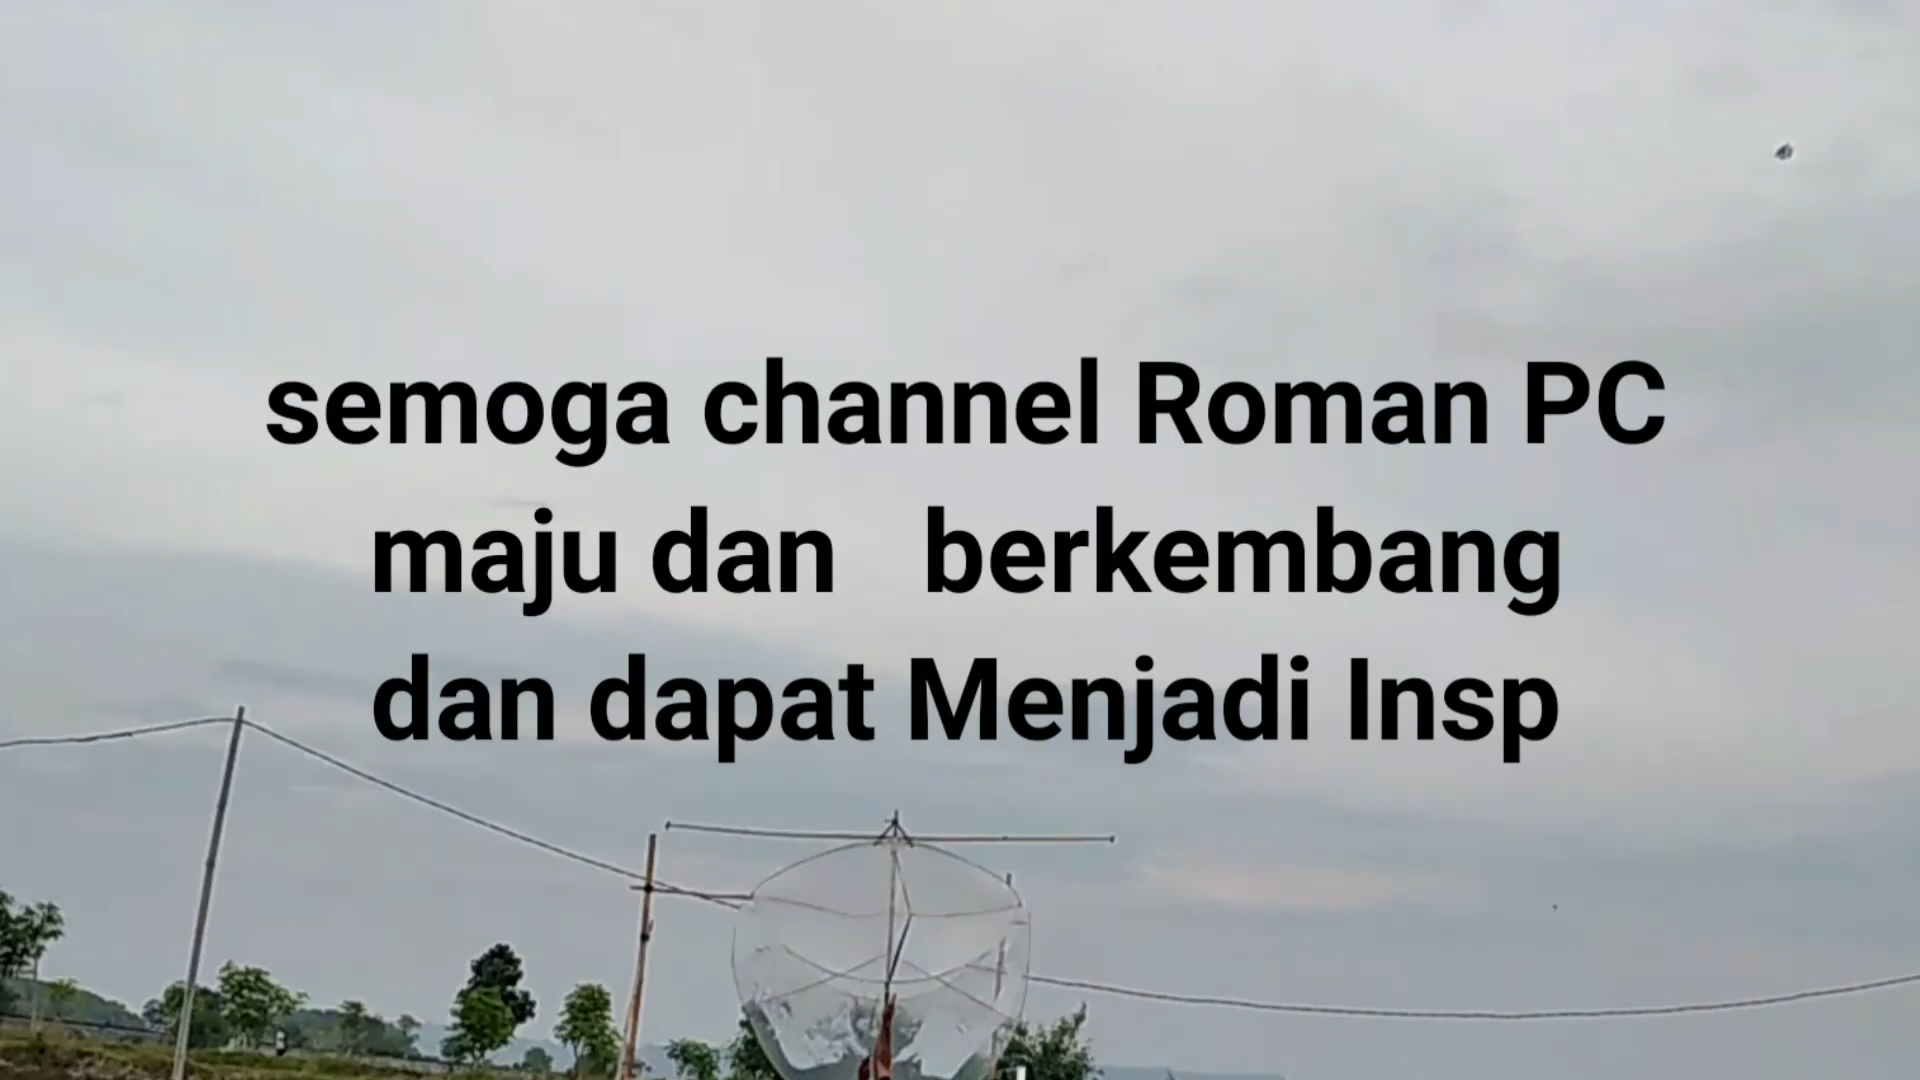 semoga channel Roman PC
maju dan   berkembang
dan dapat Menjadi Insp